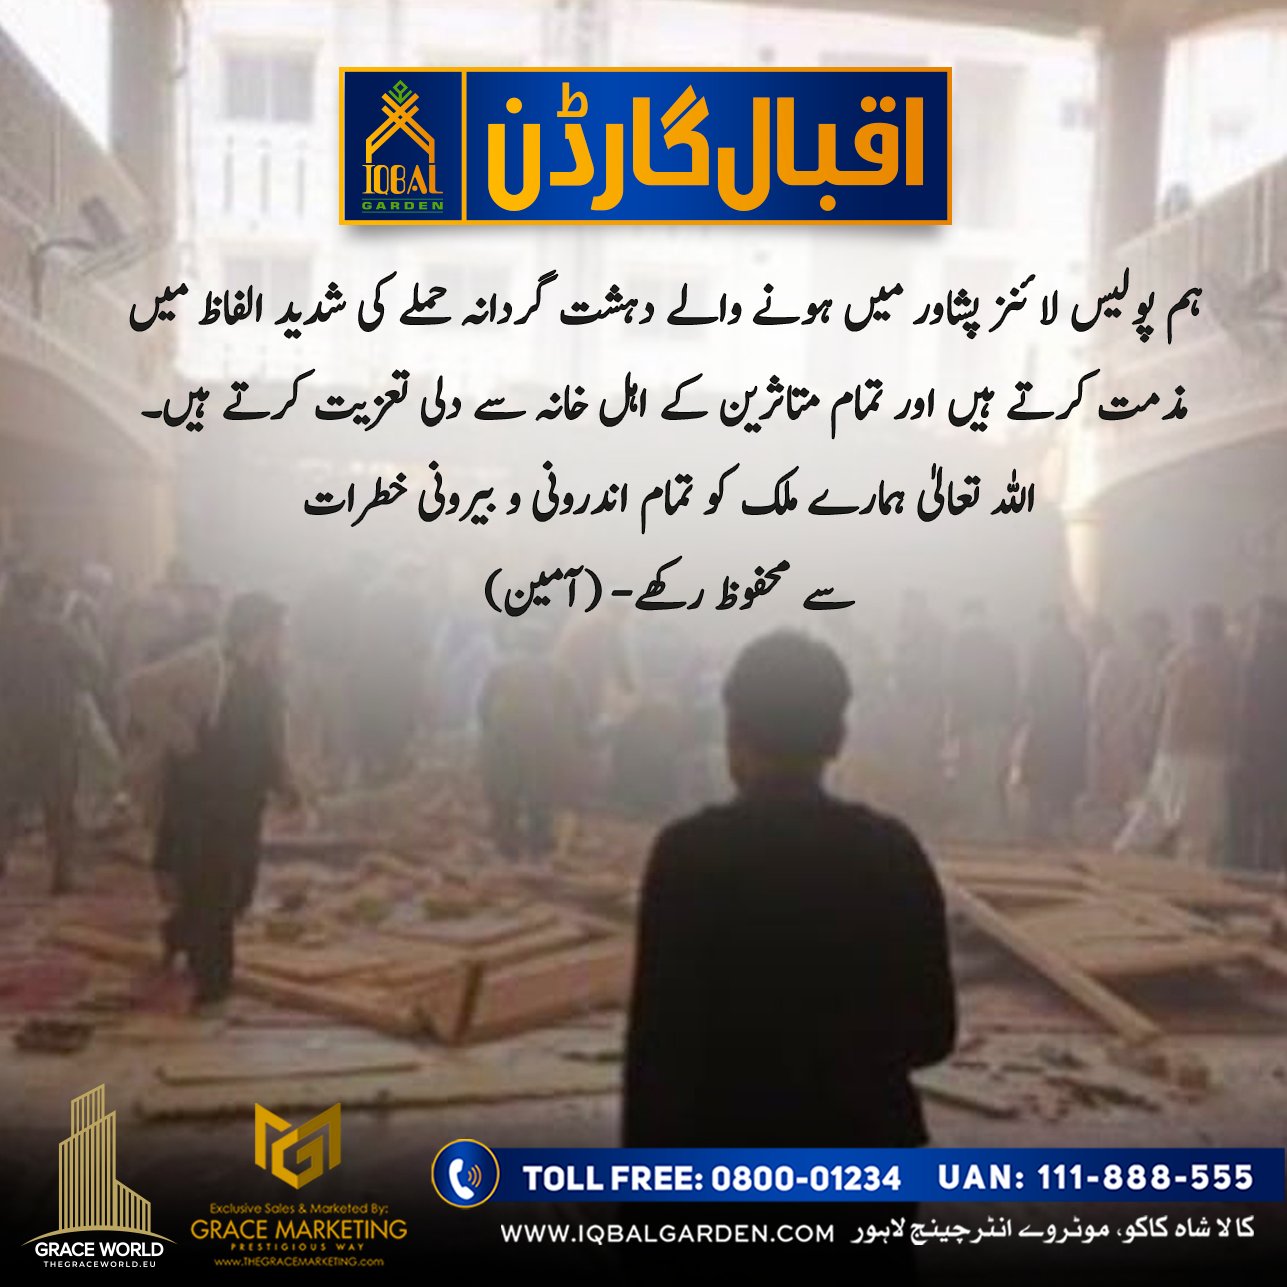 IQBAL
GARDEN
اقبال گارڈن
ہم پولیس لائنز پشاور میں ہونے والے دہشت گردانہ حملے کی شدید الفاظ میں
مذمت کرتے ہیں اور تمام متاثرین کے اہل خانہ سے دلی تعزیت کرتے ہیں۔
اللہ تعالیٰ ہمارے ملک کو تمام اندرونی و بیرونی خطرات
سے محفوظ رکھے- (آمین)
GRACE WORLD
THEGRACEWORLD.EU
Exclusive Sales & Marketed By:
GRACE MARKETING
PRESTIGIOUS WAY
www.THEGRACEMARKETING.com
TOLL FREE: 0800-01234 UAN: 111-888-555
WWW.IQBALGARDEN.COM کالا شاہ کاکو، موٹروے انٹرچینج لاہور